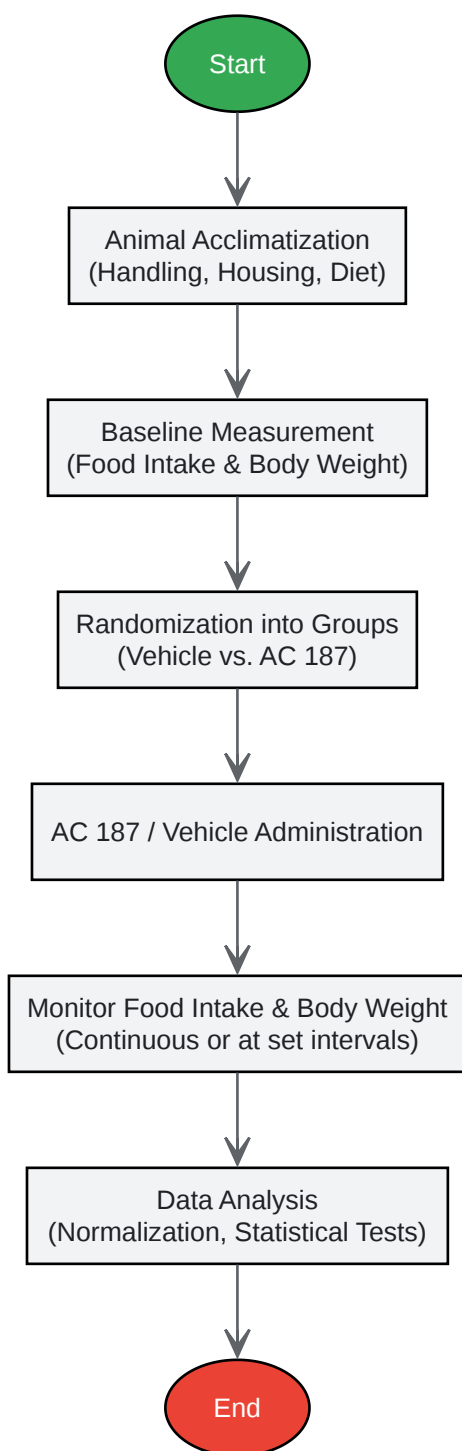 Start
Animal Acclimatization
(Handling, Housing, Diet)
Baseline Measurement
(Food Intake & Body Weight)
Randomization into Groups
(Vehicle vs. AC 187)
AC 187 / Vehicle Administration
Monitor Food Intake & Body Weight
(Continuous or at set intervals)
Data Analysis
(Normalization, Statistical Tests)
End